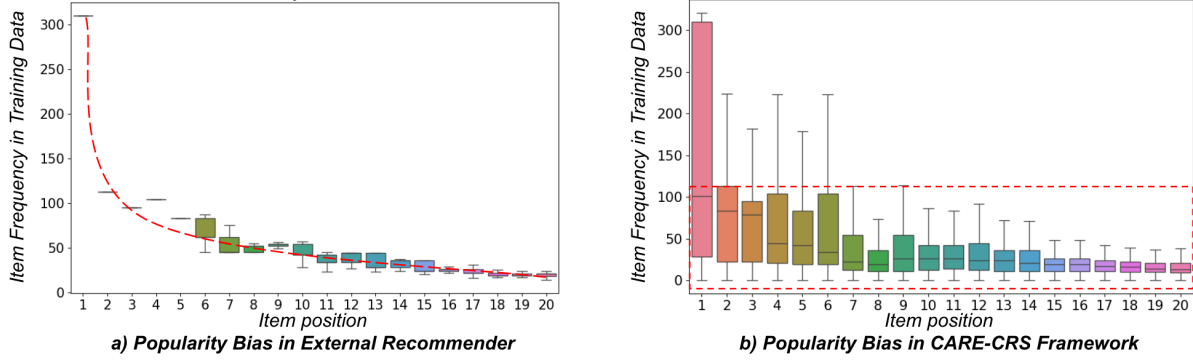 Item Frequency in Training Data
300
250
200
150
100
50
0
1 2 3 4 5 6 7 8 9 10 11 12 13 14 15 16 17 18 19 20
Item position
a) Popularity Bias in External Recommender
Item Frequency in Training Data
300
250
200
150
100
50
0
1 2 3 4 5 6 7 8 9 10 11 12 13 14 15 16 17 18 19 20
Item position
b) Popularity Bias in CARE-CRS Framework